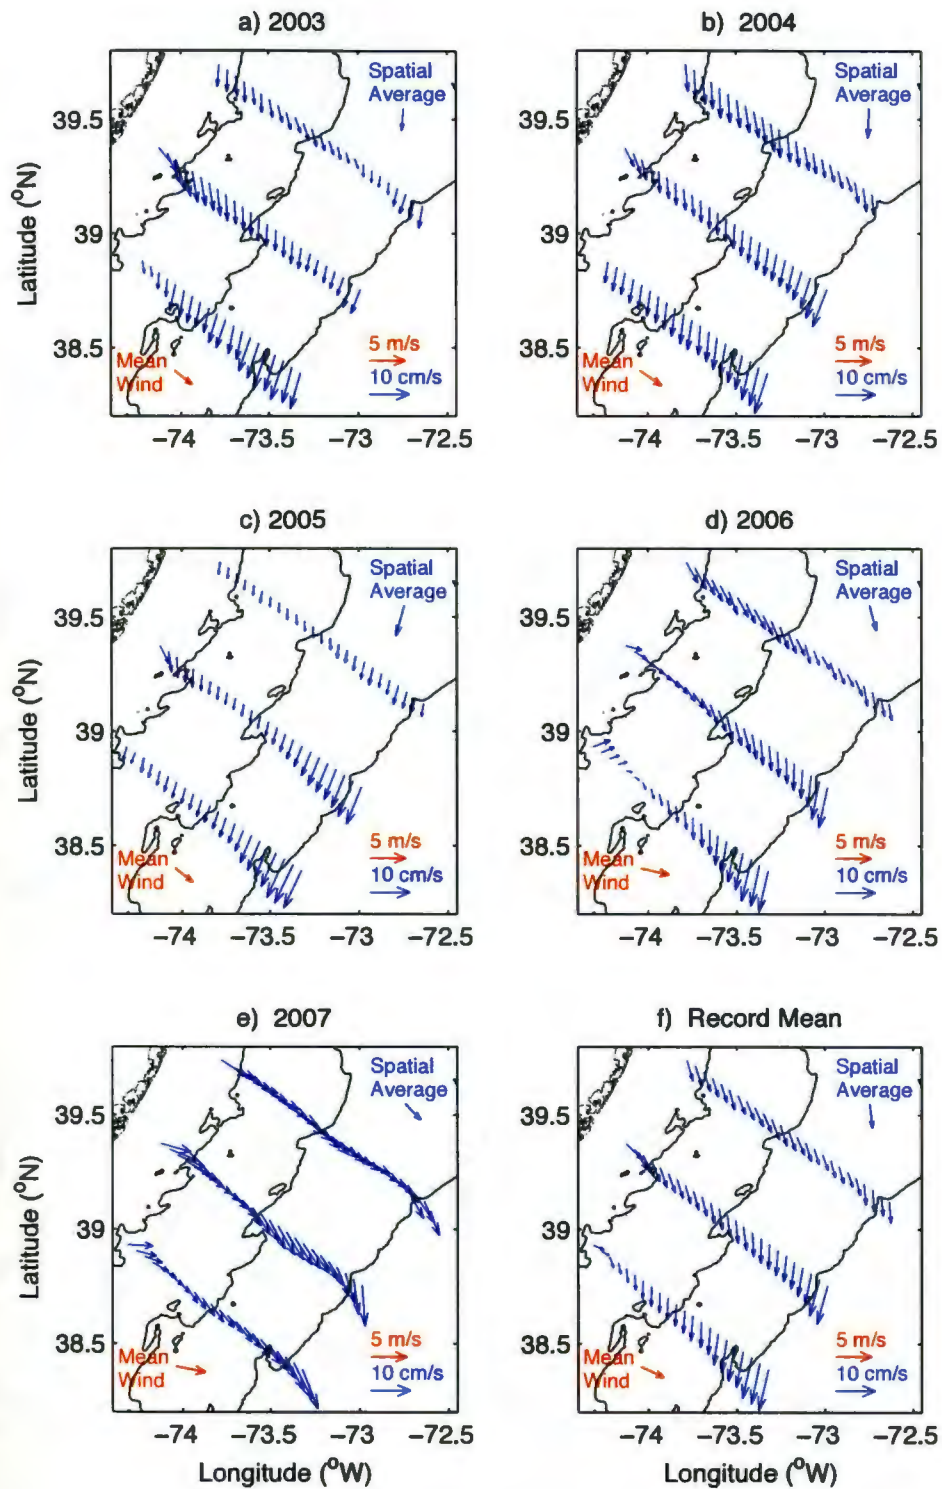 a) 2003
b) 2004
Latitude (°N)
39.5
39
38.5
Spatial
Average
Mean
Wind
5 m/s
10 cm/s
−74
−73.5
−73
−72.5
39.5
39
38.5
Spatial
Average
Mean
Wind
5 m/s
10 cm/s
−74
−73.5
−73
−72.5
c) 2005
d) 2006
Latitude (°N)
39.5
39
38.5
Spatial
Average
Mean
Wind
5 m/s
10 cm/s
−74
−73.5
−73
−72.5
39.5
39
38.5
Spatial
Average
Mean
Wind
5 m/s
10 cm/s
−74
−73.5
−73
−72.5
e) 2007
f) Record Mean
Latitude (°N)
39.5
39
38.5
Spatial
Average
Mean
Wind
5 m/s
10 cm/s
−74
−73.5
−73
−72.5
Longitude (°W)
39.5
39
38.5
Spatial
Average
Mean
Wind
5 m/s
10 cm/s
−74
−73.5
−73
−72.5
Longitude (°W)